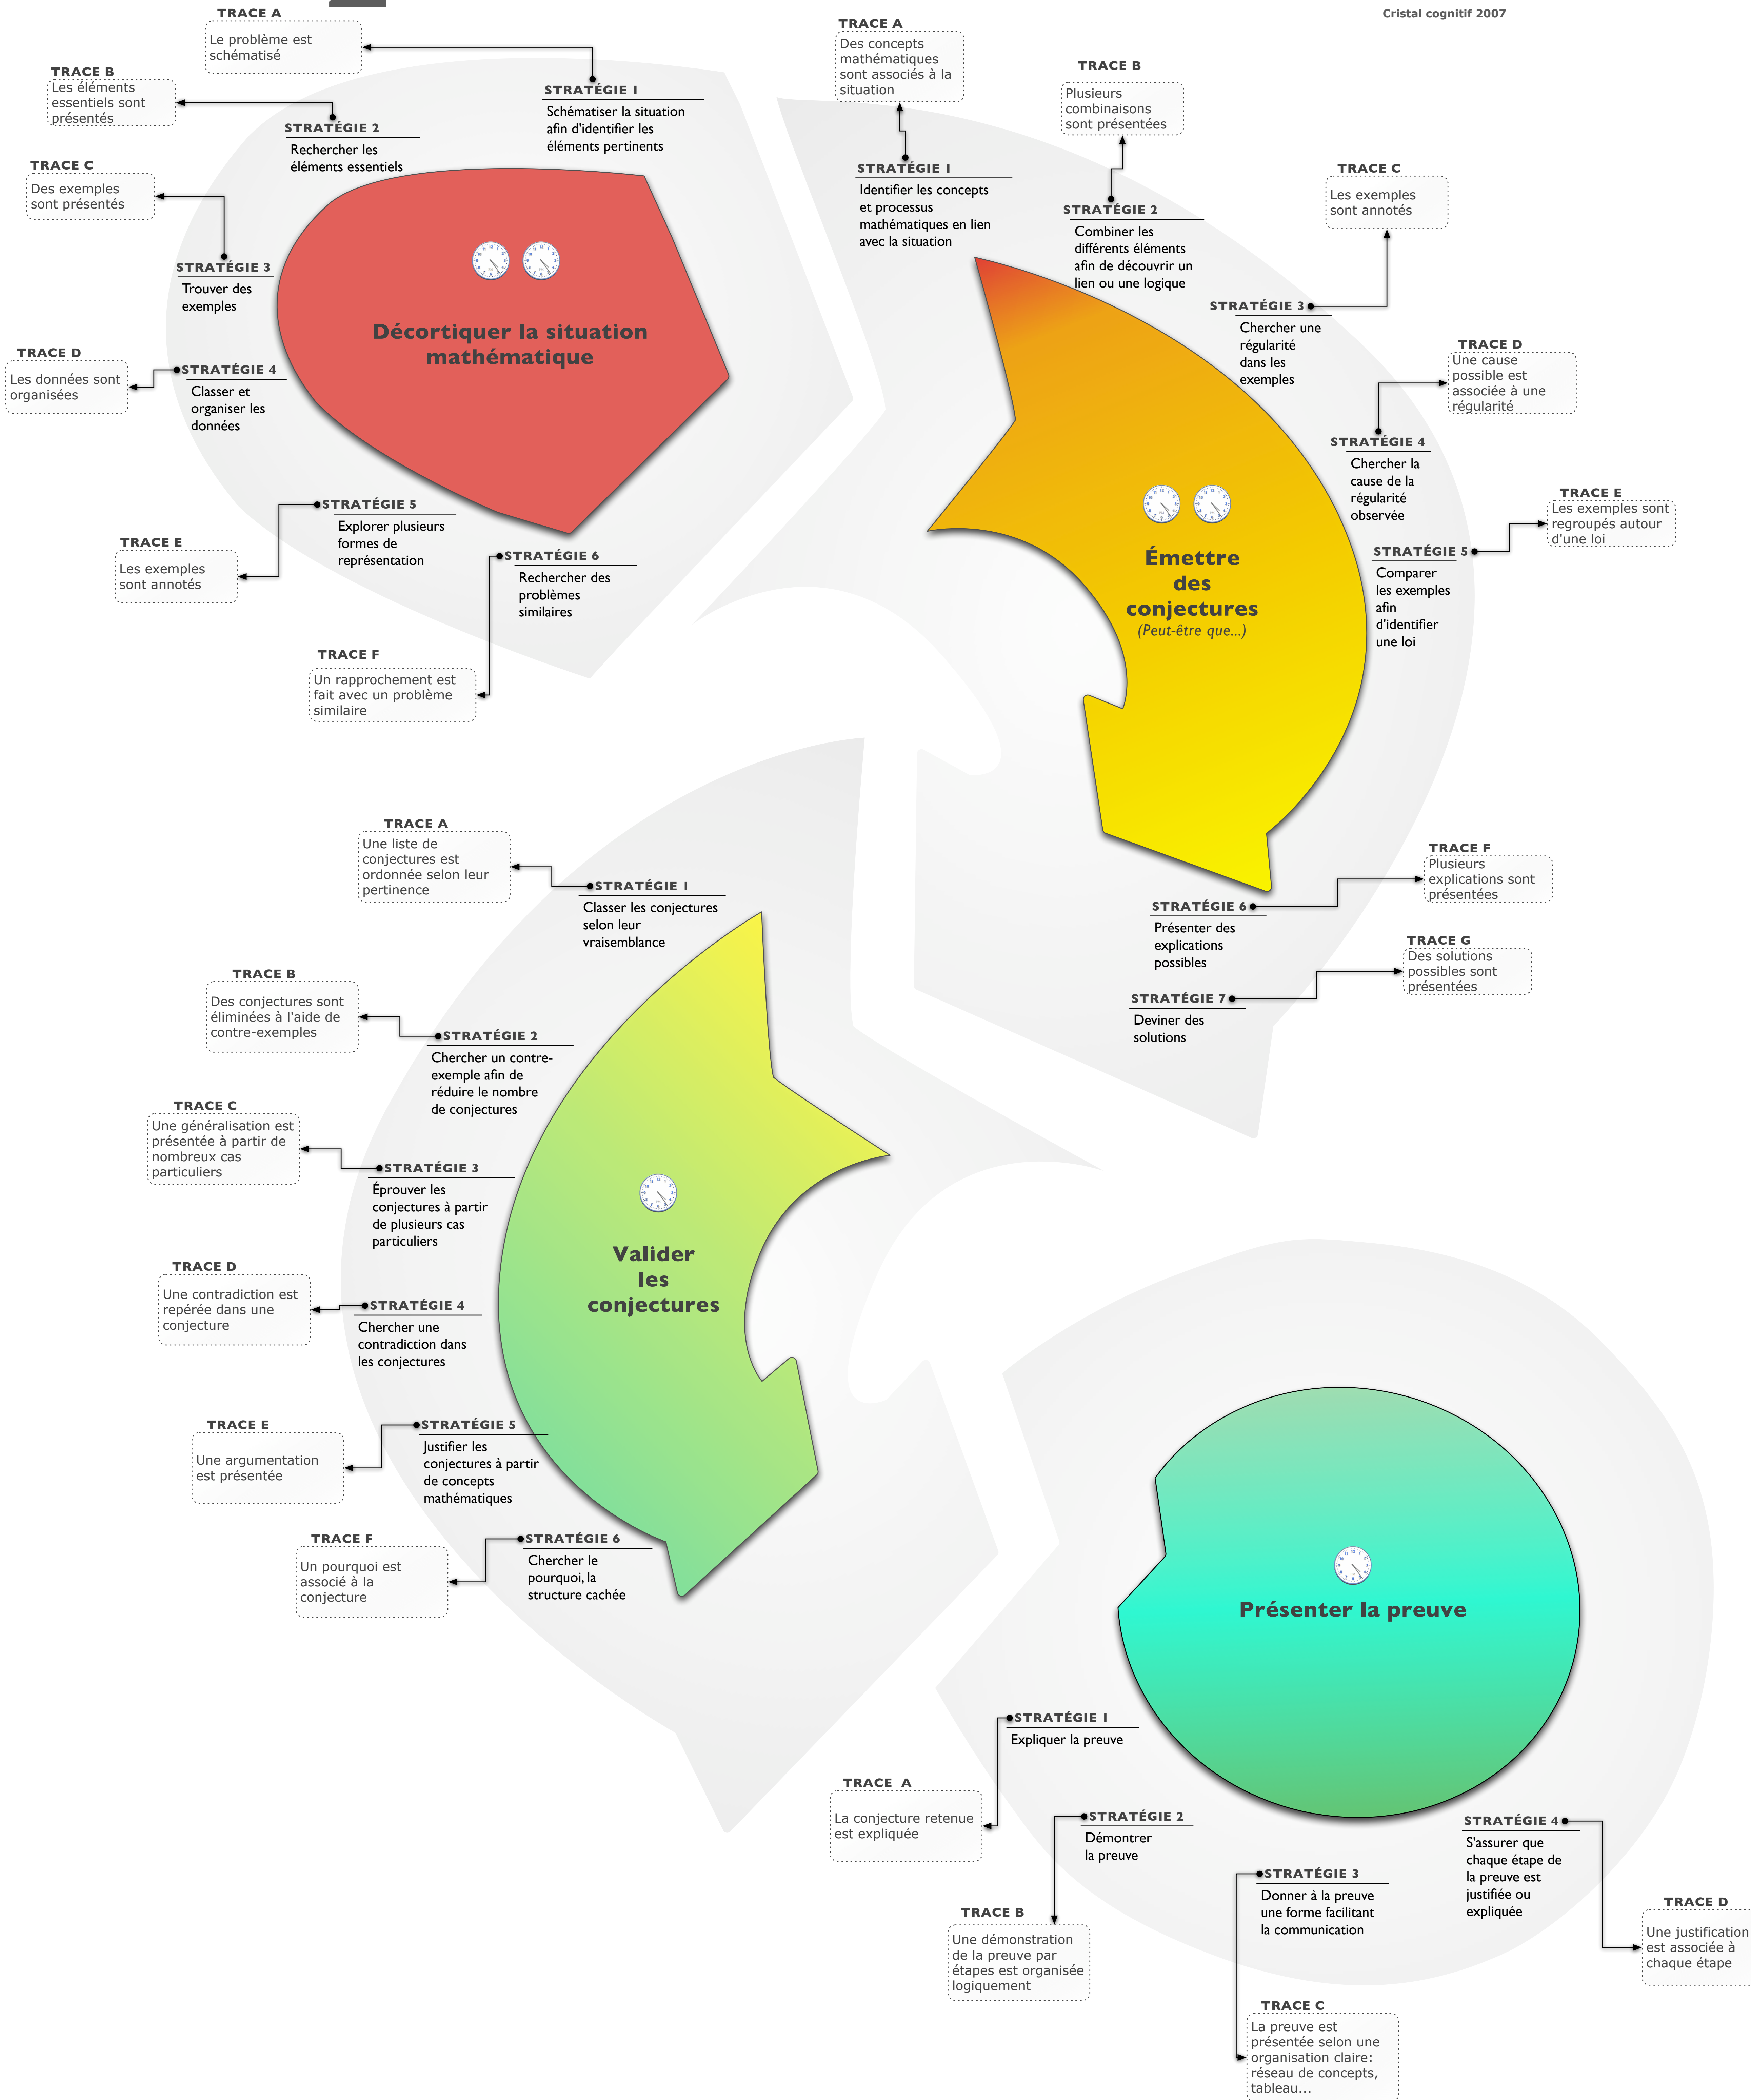 Cristal cognitif 2007
TRACE A
Le problème est
schématisé
TRACE B
Les éléments
essentiels sont
présentés
STRATÉGIE 1
Schématiser la situation
afin d'identifier les
éléments pertinents
STRATÉGIE 2
Rechercher les
éléments essentiels
TRACE C
Des exemples
sont présentés
STRATÉGIE 3
Trouver des
exemples
Décortiquer la situation
mathématique
TRACE D
Les données sont
organisées
STRATÉGIE 4
Classer et
organiser les
données
STRATÉGIE 5
Explorer plusieurs
formes de
représentation
TRACE E
Les exemples
sont annotés
STRATÉGIE 6
Rechercher des
problèmes
similaires
TRACE F
Un rapprochement est
fait avec un problème
similaire
TRACE A
Des concepts
mathématiques
sont associés à la
situation
TRACE B
Plusieurs
combinaisons
sont présentées
STRATÉGIE 1
Identifier les concepts
et processus
mathématiques en lien
avec la situation
STRATÉGIE 2
Combiner les
différents éléments
afin de découvrir un
lien ou une logique
TRACE C
Les exemples
sont annotés
STRATÉGIE 3
Chercher une
régularité
dans les
exemples
TRACE D
Une cause
possible est
associée à une
régularité
STRATÉGIE 4
Chercher la
cause de la
régularité
observée
TRACE E
Les exemples sont
regroupés autour
d'une loi
STRATÉGIE 5
Comparer
les exemples
afin
d'identifier
une loi
Émettre
des
conjectures
(Peut-être que...)
TRACE F
Plusieurs
explications sont
présentées
STRATÉGIE 6
Présenter des
explications
possibles
TRACE G
Des solutions
possibles sont
présentées
STRATÉGIE 7
Deviner des
solutions
TRACE A
Une liste de
conjectures est
ordonnée selon leur
pertinence
STRATÉGIE 1
Classer les conjectures
selon leur
vraisemblance
TRACE B
Des conjectures sont
éliminées à l'aide de
contre-exemples
STRATÉGIE 2
Chercher un contre-
exemple afin de
réduire le nombre
de conjectures
TRACE C
Une généralisation est
présentée à partir de
nombreux cas
particuliers
STRATÉGIE 3
Éprouver les
conjectures à partir
de plusieurs cas
particuliers
Valider
les
conjectures
TRACE D
Une contradiction est
repérée dans une
conjecture
STRATÉGIE 4
Chercher une
contradiction dans
les conjectures
TRACE E
Une argumentation
est présentée
STRATÉGIE 5
Justifier les
conjectures à partir
de concepts
mathématiques
TRACE F
Un pourquoi est
associé à la
conjecture
STRATÉGIE 6
Chercher le
pourquoi, la
structure cachée
Présenter la preuve
STRATÉGIE 1
Expliquer la preuve
TRACE A
La conjecture retenue
est expliquée
STRATÉGIE 2
Démontrer
la preuve
TRACE B
Une démonstration
de la preuve par
étapes est organisée
logiquement
STRATÉGIE 3
Donner à la preuve
une forme facilitant
la communication
TRACE C
La preuve est
présentée selon une
organisation claire:
réseau de concepts,
tableau...
STRATÉGIE 4
S'assurer que
chaque étape de
la preuve est
justifiée ou
expliquée
TRACE D
Une justification
est associée à
chaque étape